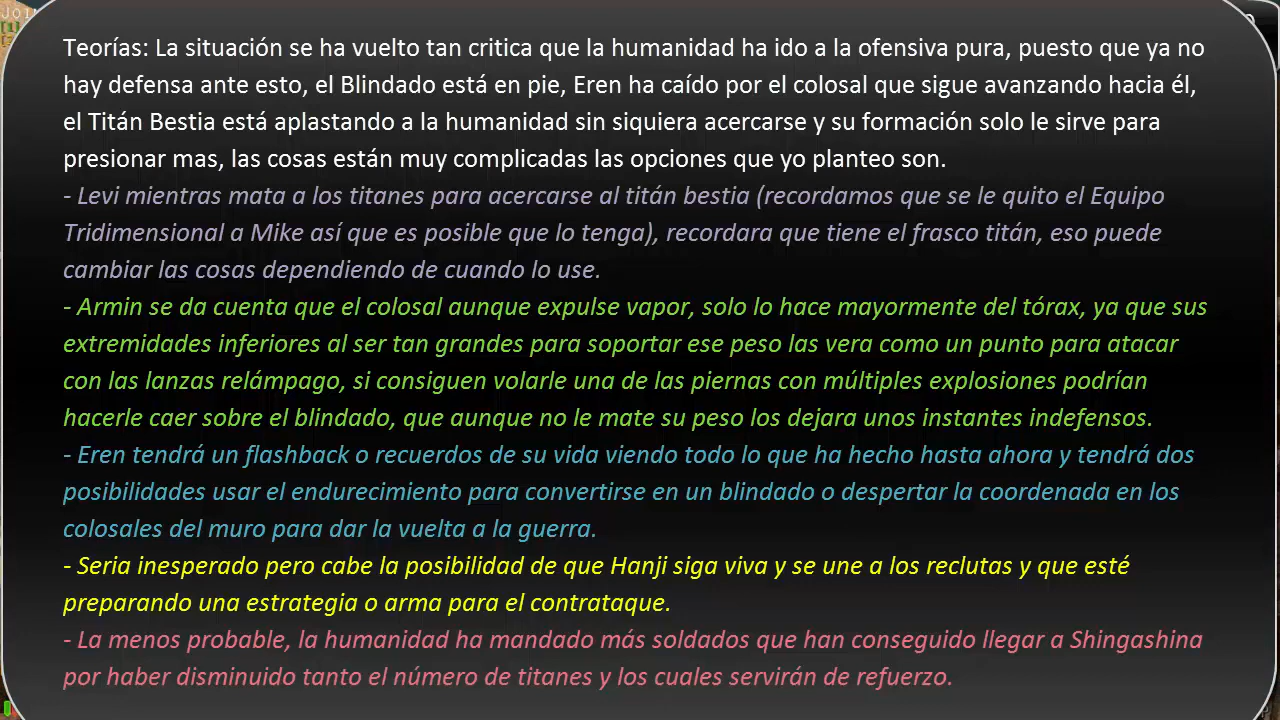 Teorías: La situación se ha vuelto tan critica que la humanidad ha ido a la ofensiva pura, puesto que ya no
hay defensa ante esto, el Blindado está en pie, Eren ha caído por el colosal que sigue avanzando hacia él,
el Titán Bestia está aplastando a la humanidad sin siquiera acercarse y su formación solo le sirve para
presionar mas, las cosas están muy complicadas las opciones que yo planteo son.
- Levi mientras mata a los titanes para acercarse al titán bestia (recordamos que se le quito el Equipo
Tridimensional a Mike así que es posible que lo tenga), recordara que tiene el frasco titán, eso puede
cambiar las cosas dependiendo de cuando lo use.
- Armin se da cuenta que el colosal aunque expulse vapor, solo lo hace mayormente del tórax, ya que sus
extremidades inferiores al ser tan grandes para soportar ese peso las vera como un punto para atacar
con las lanzas relámpago, si consiguen volarle una de las piernas con múltiples explosiones podrían
hacerle caer sobre el blindado, que aunque no le mate su peso los dejara unos instantes indefensos.
- Eren tendrá un flashback o recuerdos de su vida viendo todo lo que ha hecho hasta ahora y tendrá dos
posibilidades usar el endurecimiento para convertirse en un blindado o despertar la coordenada en los
colosales del muro para dar la vuelta a la guerra.
- Seria inesperado pero cabe la posibilidad de que Hanji siga viva y se une a los reclutas y que esté
preparando una estrategia o arma para el contrataque.
- La menos probable, la humanidad ha mandado más soldados que han conseguido llegar a Shingashina
por haber disminuido tanto el número de titanes y los cuales servirán de refuerzo.